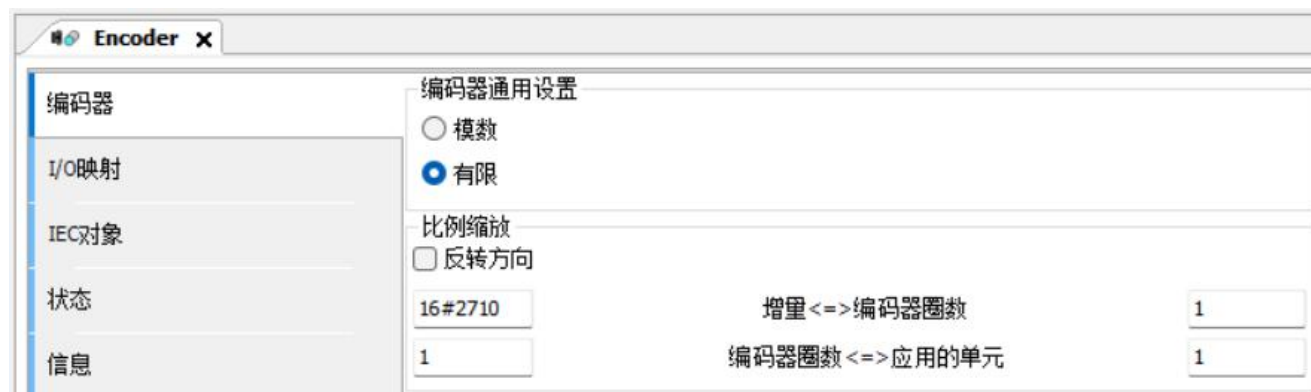 Encoder
编码器
I/O映射
IEC对象
状态
信息
编码器通用设置
模数
有限
比例缩放
反转方向
16#2710 增量<=>编码器圈数 1
1 编码器圈数<=>应用的单元 1